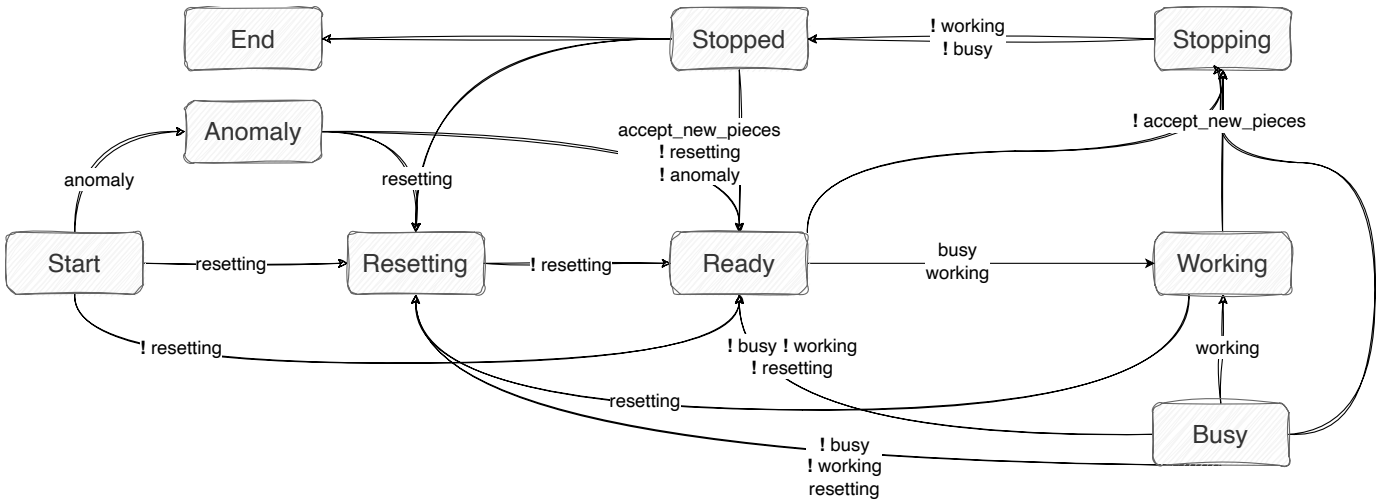 End
Stopped
! working
! busy
Stopping
Anomaly
accept_new_pieces
! resetting
! anomaly
! accept_new_pieces
anomaly
resetting
Start
resetting
Resetting
! resetting
Ready
busy
working
Working
! resetting
! busy ! working
! resetting
working
resetting
Busy
! busy
! working
resetting